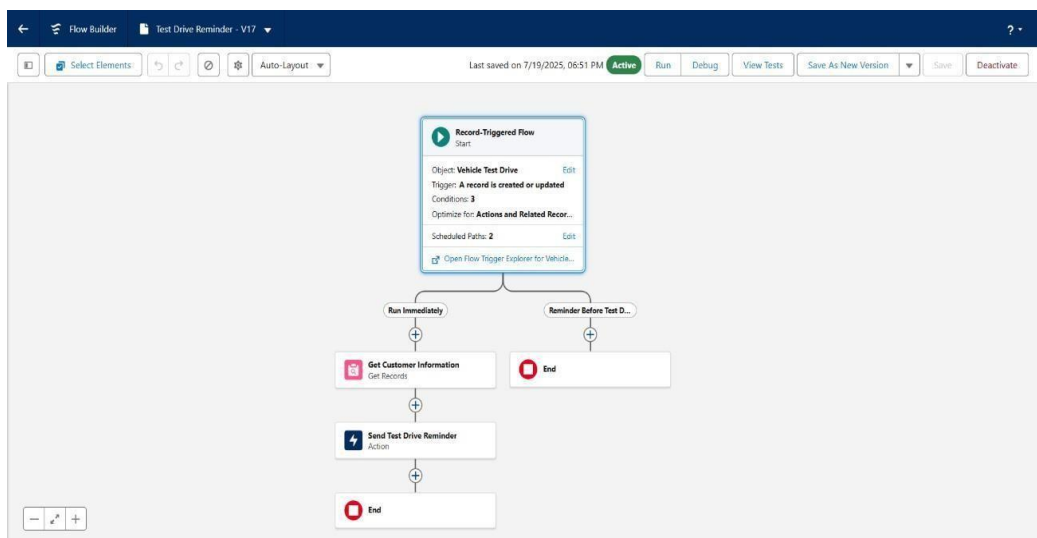 Flow Builder
Test Drive Reminder - V17
?
Select Elements
Auto-Layout
Last saved on 7/19/2025, 06:51 PM
Active
Run
Debug
View Tests
Save As New Version
Save
Deactivate
Record-Triggered Flow
Start
Object: Vehicle Test Drive
Edit
Trigger: A record is created or updated
Conditions: 3
Optimize for: Actions and Related Recor...
Scheduled Paths: 2
Edit
Open Flow Trigger Explorer for Vehicle...
Run Immediately
Reminder Before Test D...
Get Customer Information
Get Records
End
Send Test Drive Reminder
Action
End